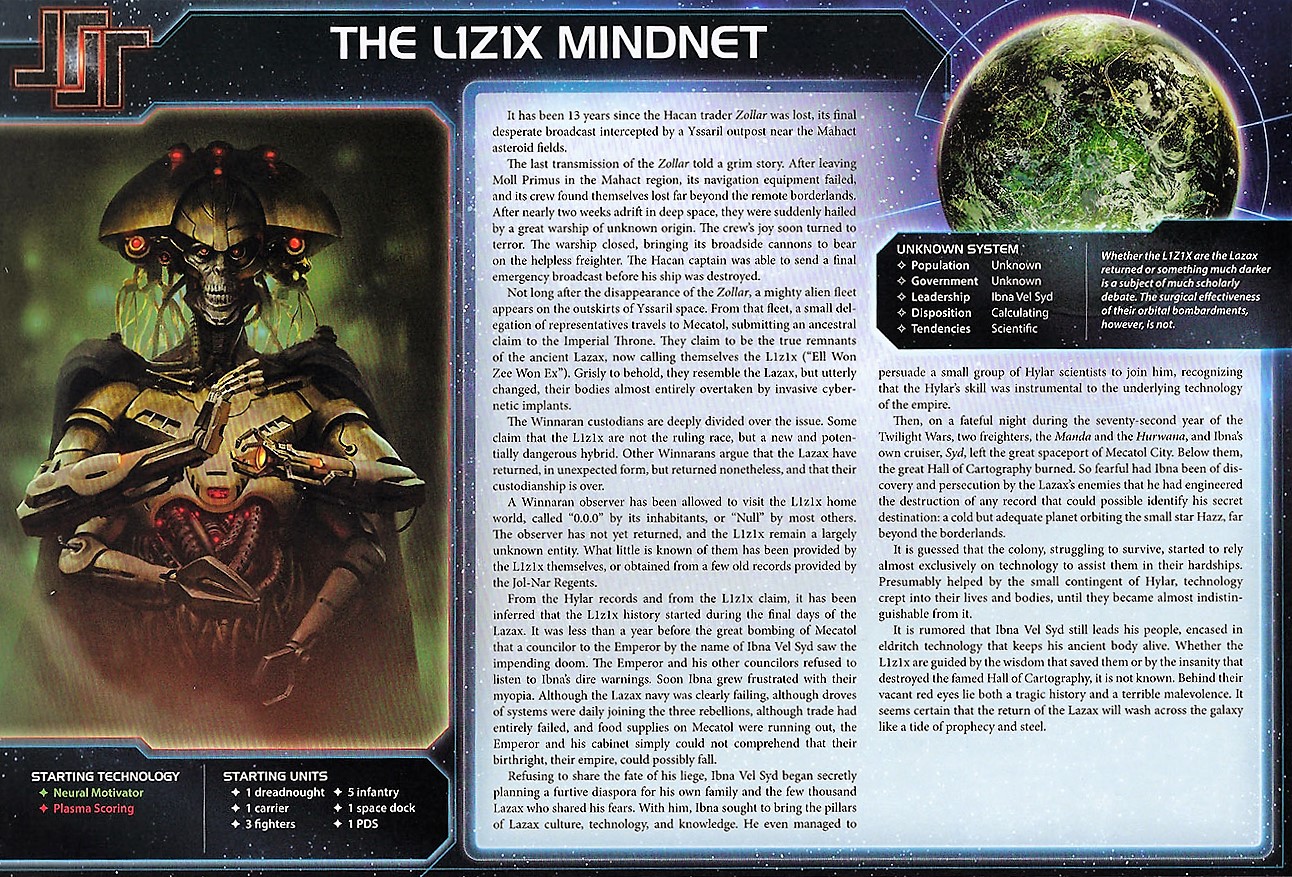 THE L1Z1X MINDNET
It has been 13 years since the Hacan trader Zollar was lost, its final
desperate broadcast intercepted by a Yssaril outpost near the Mahact
asteroid fields.
The last transmission of the Zollar told a grim story. After leaving
Moll Primus in the Mahact region, its navigation equipment failed,
and its crew found themselves lost far beyond the remote borderlands.
After nearly two weeks adrift in deep space, they were suddenly hailed
by a great warship of unknown origin. The crew's joy soon turned to
terror. The warship closed, bringing its broadside cannons to bear
on the helpless freighter. The Hacan captain was able to send a final
emergency broadcast before his ship was destroyed.
Not long after the disappearance of the Zollar, a mighty alien fleet
appears on the outskirts of Yssaril space. From that fleet, a small del-
egation of representatives travels to Mecatol, submitting an ancestral
claim to the Imperial Throne. They claim to be the true remnants
of the ancient Lazax, now calling themselves the L1z1x ("Ell Won
Zee Won Ex"). Grisly to behold, they resemble the Lazax, but utterly
changed, their bodies almost entirely overtaken by invasive cyber-
netic implants.
The Winnaran custodians are deeply divided over the issue. Some
claim that the L1z1x are not the ruling race, but a new and poten-
tially dangerous hybrid. Other Winnarans argue that the Lazax have
returned, in unexpected form, but returned nonetheless, and that their
custodianship is over.
A Winnaran observer has been allowed to visit the L1z1x home
world, called "0.0.0" by its inhabitants, or "Null" by most others.
The observer has not yet returned, and the L1z1x remain a largely
unknown entity. What little is known of them has been provided by
the L1z1x themselves, or obtained from a few old records provided by
the Jol-Nar Regents.
From the Hylar records and from the L1z1x claim, it has been
inferred that the L1z1x history started during the final days of the
Lazax. It was less than a year before the great bombing of Mecatol
that a councilor to the Emperor by the name of Ibna Vel Syd saw the
impending doom. The Emperor and his other councilors refused to
listen to Ibna's dire warnings. Soon Ibna grew frustrated with their
myopia. Although the Lazax navy was clearly failing, although droves
of systems were daily joining the three rebellions, although trade had
entirely failed, and food supplies on Mecatol were running out, the
Emperor and his cabinet simply could not comprehend that their
birthright, their empire, could possibly fall.
Refusing to share the fate of his liege, Ibna Vel Syd began secretly
planning a furtive diaspora for his own family and the few thousand
Lazax who shared his fears. With him, Ibna sought to bring the pillars
of Lazax culture, technology, and knowledge. He even managed to
persuade a small group of Hylar scientists to join him, recognizing
that the Hylar's skill was instrumental to the underlying technology
of the empire.
Then, on a fateful night during the seventy-second year of the
Twilight Wars, two freighters, the Manda and the Hurwana, and Ibna's
own cruiser, Syd, left the great spaceport of Mecatol City. Below them,
the great Hall of Cartography burned. So fearful had Ibna been of dis-
covery and persecution by the Lazax's enemies that he had engineered
the destruction of any record that could possible identify his secret
destination: a cold but adequate planet orbiting the small star Hazz, far
beyond the borderlands.
It is guessed that the colony, struggling to survive, started to rely
almost exclusively on technology to assist them in their hardships.
Presumably helped by the small contingent of Hylar, technology
crept into their lives and bodies, until they became almost indistin-
guishable from it.
It is rumored that Ibna Vel Syd still leads his people, encased in
eldritch technology that keeps his ancient body alive. Whether the
L1z1x are guided by the wisdom that saved them or by the insanity that
destroyed the famed Hall of Cartography, it is not known. Behind their
vacant red eyes lie both a tragic history and a terrible malevolence. It
seems certain that the return of the Lazax will wash across the galaxy
like a tide of prophecy and steel.
UNKNOWN SYSTEM
Population Unknown
Government Unknown
Leadership Ibna Vel Syd
Disposition Calculating
Tendencies Scientific
Whether the L1Z1X are the Lazax
returned or something much darker
is a subject of much scholarly
debate. The surgical effectiveness
of their orbital bombardments,
however, is not.
STARTING TECHNOLOGY
Neural Motivator
Plasma Scoring
STARTING UNITS
1 dreadnought 5 infantry
1 carrier 1 space dock
3 fighters 1 PDS